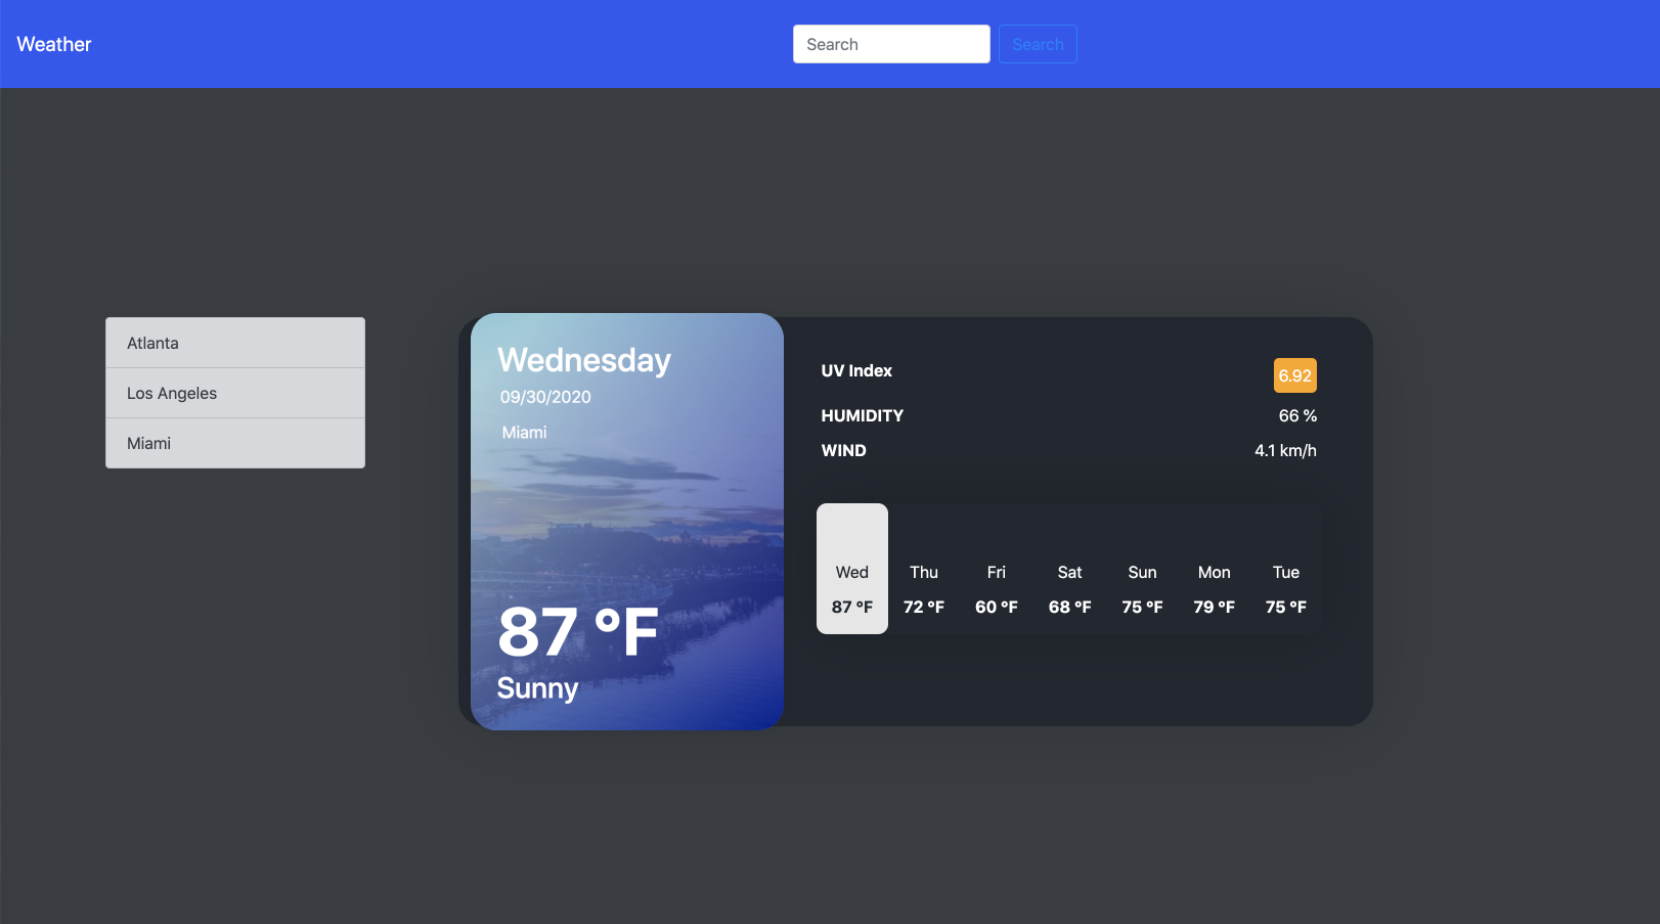 Weather
Search
Search
Atlanta
Los Angeles
Miami
Wednesday
09/30/2020
Miami
87 °F
Sunny
UV Index 6.92
HUMIDITY 66 %
WIND 4.1 km/h
Wed Thu Fri Sat Sun Mon Tue
87 °F 72 °F 60 °F 68 °F 75 °F 79 °F 75 °F